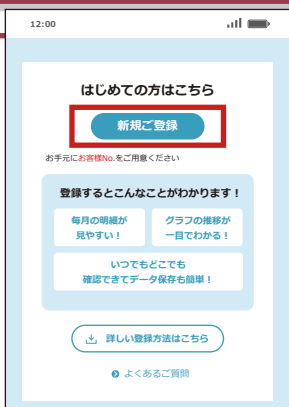 12:00
はじめての方はこちら
新規ご登録
お手元にお客様No.をご用意ください
登録するとこんなことがわかります！
毎月の明細が
見やすい！
グラフの推移が
一目でわかる！
いつでもどこでも
確認できてデータ保存も簡単！
詳しい登録方法はこちら
よくあるご質問